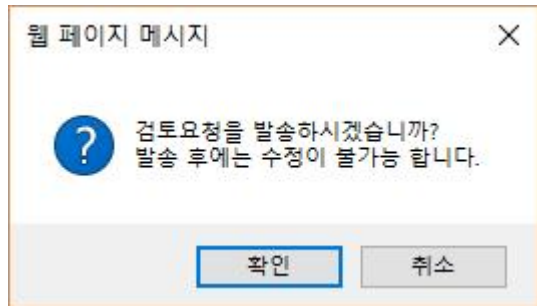 웹 페이지 메시지
검토요청을 발송하시겠습니까?
발송 후에는 수정이 불가능 합니다.
확인
취소